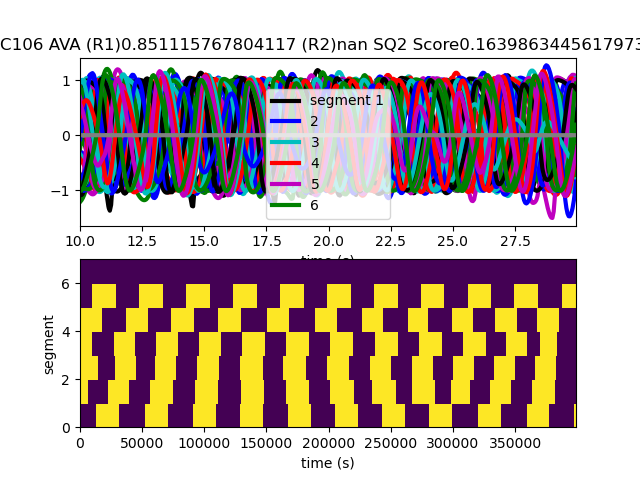 C106 AVA (R1)0.851115767804117 (R2)nan SQ2 Score0.1639863445617973
1
0
−1
segment 1
2
3
4
5
6
10.0 12.5 15.0 17.5 20.0 22.5 25.0 27.5
time (s)
segment
6
4
2
0
0 50000 100000 150000 200000 250000 300000 350000
time (s)